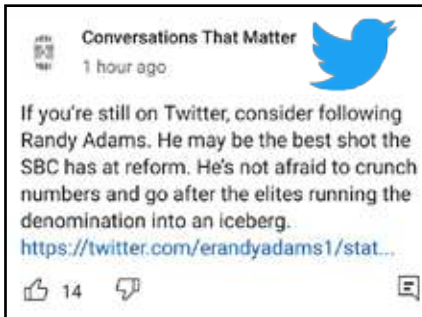 Conversations That Matter
1 hour ago
If you're still on Twitter, consider following
Randy Adams. He may be the best shot the
SBC has at reform. He's not afraid to crunch
numbers and go after the elites running the
denomination into an iceberg.
https://twitter.com/erandyadams1/stat...
14